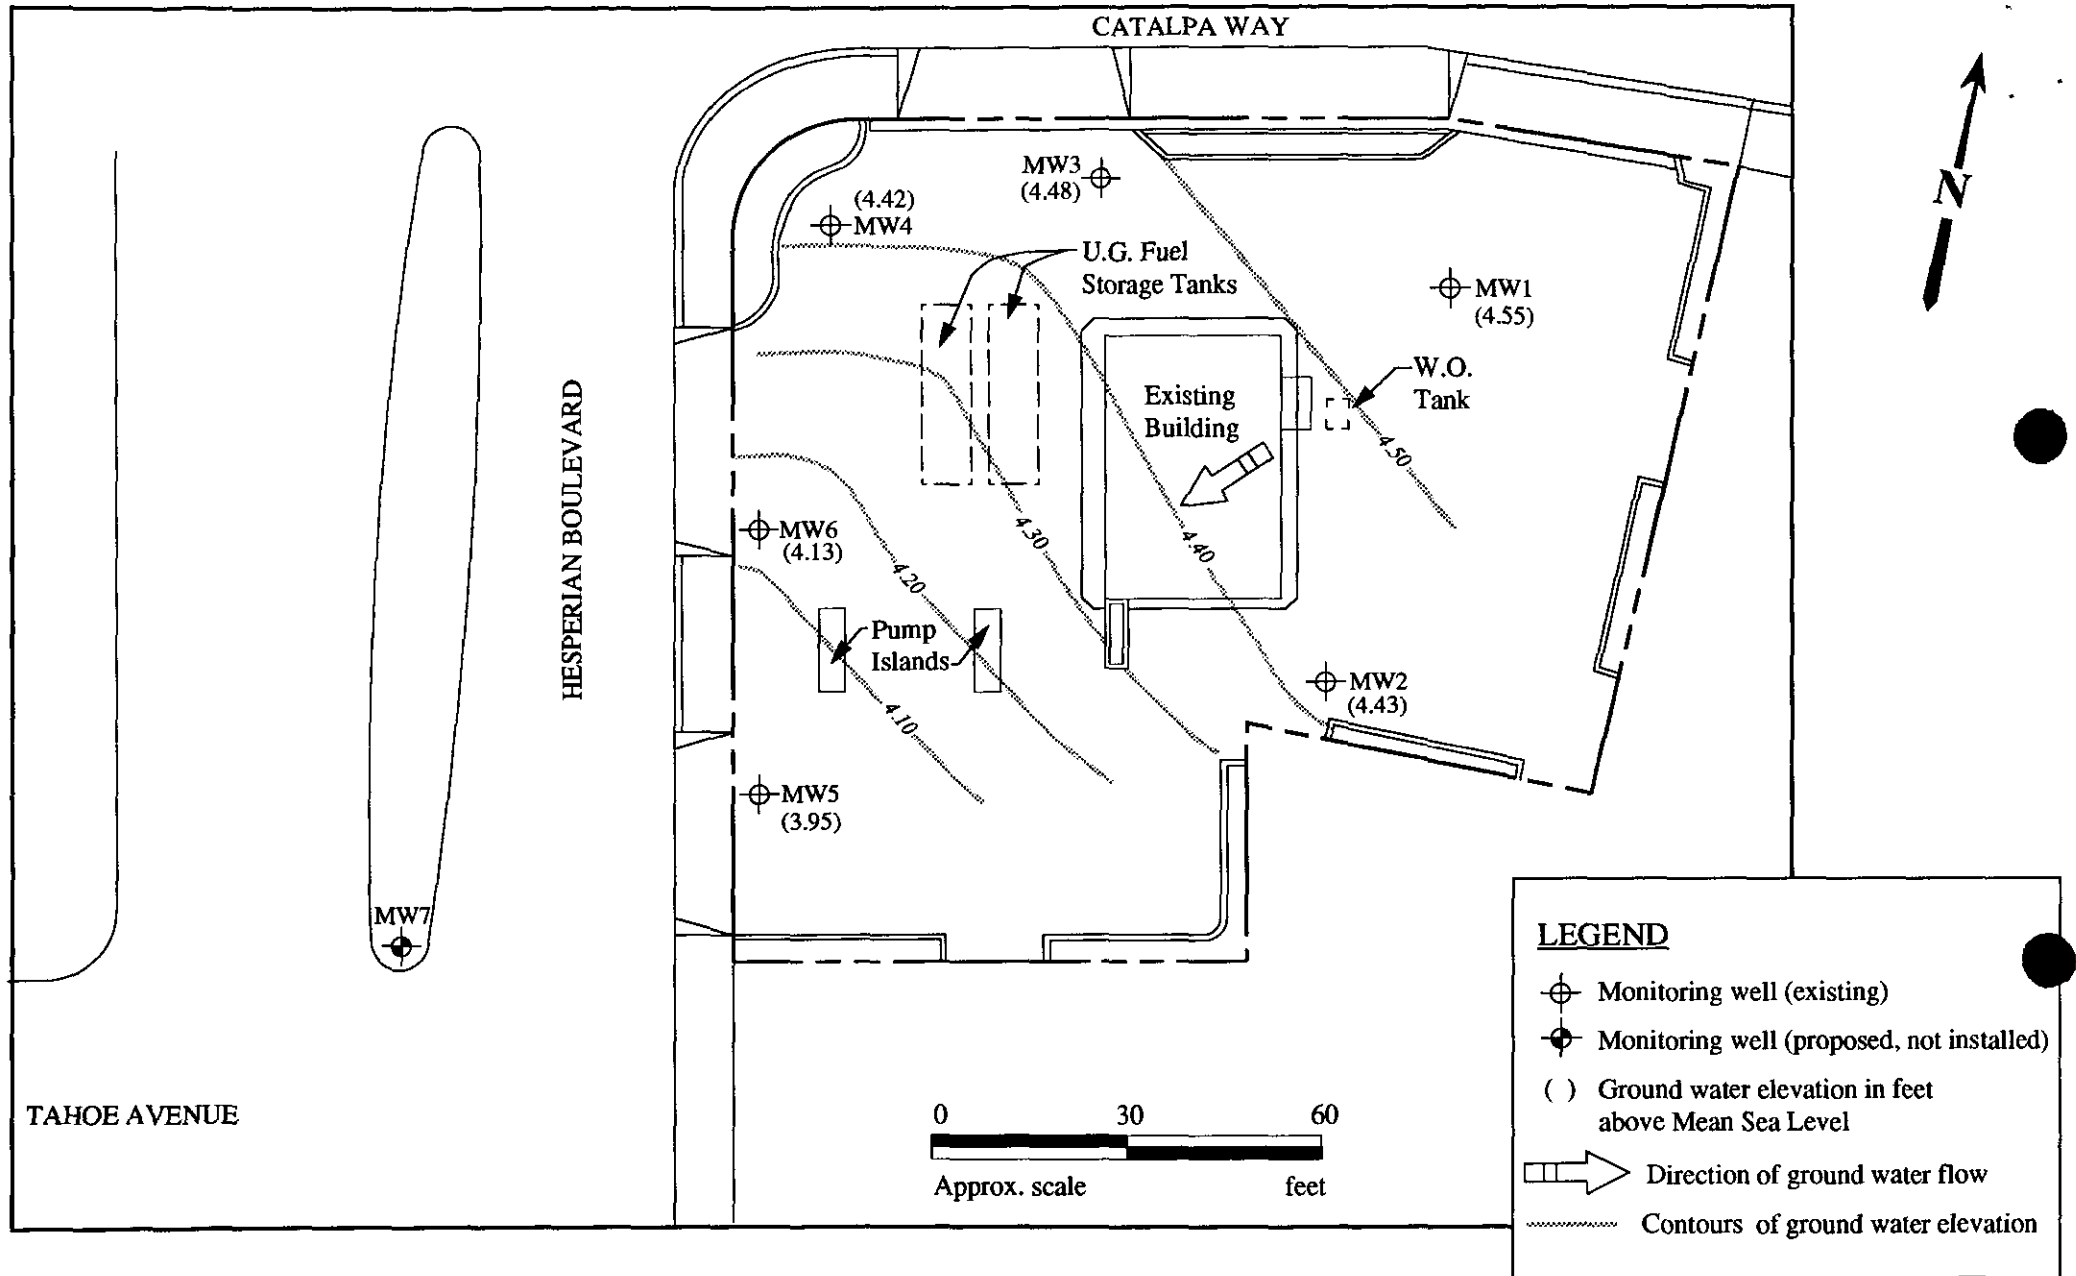 CATALPA WAY
MW3
(4.48)
(4.42)
MW4
U.G. Fuel
Storage Tanks
MW1
(4.55)
N
W.O.
Tank
Existing
Building
4.50
HESPERIAN BOULEVARD
MW6
(4.13)
4.30
4.40
4.20
Pump
Islands
MW2
(4.43)
4.10
MW5
(3.95)
MW7
LEGEND
Monitoring well (existing)
Monitoring well (proposed, not installed)
( ) Ground water elevation in feet
above Mean Sea Level
Direction of ground water flow
Contours of ground water elevation
TAHOE AVENUE
0 30 60
Approx. scale feet